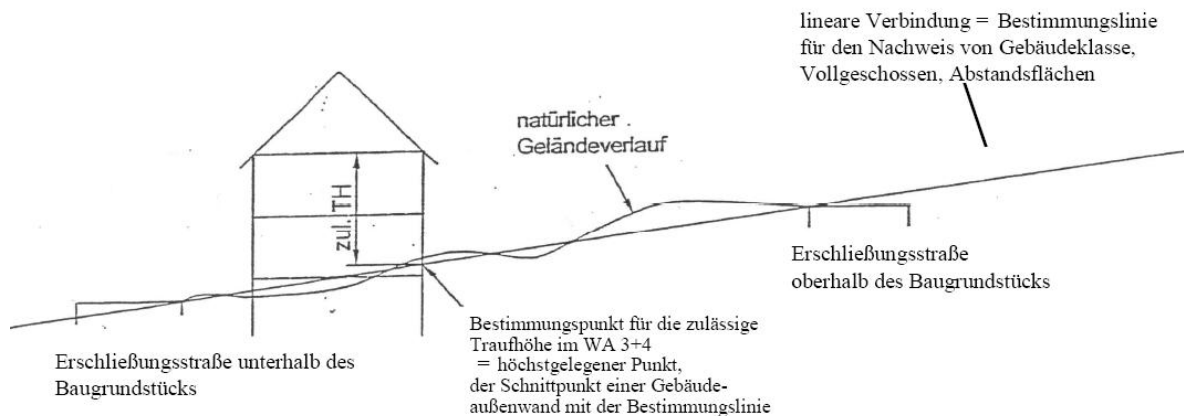 lineare Verbindung = Bestimmungslinie
für den Nachweis von Gebäudeklasse,
Vollgeschossen, Abstandsflächen
natürlicher
Geländeverlauf
zul. TH
Erschließungsstraße
oberhalb des Baugrundstücks
Bestimmungspunkt für die zulässige
Traufhöhe im WA 3+4
= höchstgelegener Punkt,
der Schnittpunkt einer Gebäude-
außenwand mit der Bestimmungslinie
Erschließungsstraße unterhalb des
Baugrundstücks